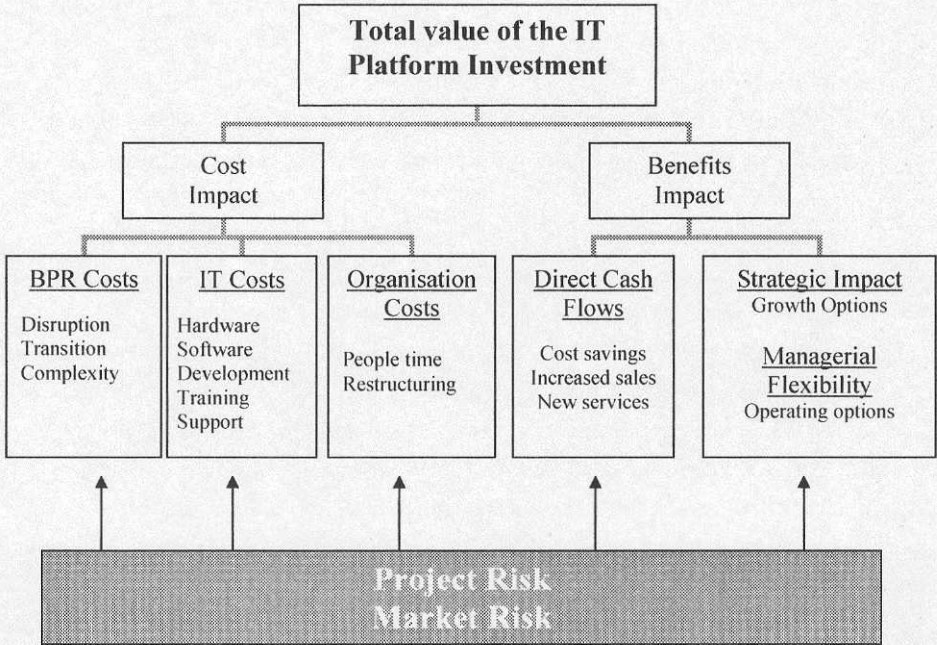 Total value of the IT
Platform Investment
Cost
Impact
Benefits
Impact
BPR Costs
Disruption
Transition
Complexity
IT Costs
Hardware
Software
Development
Training
Support
Organisation
Costs
People time
Restructuring
Direct Cash
Flows
Cost savings
Increased sales
New services
Strategic Impact
Growth Options
Managerial
Flexibility
Operating options
Project Risk
Market Risk